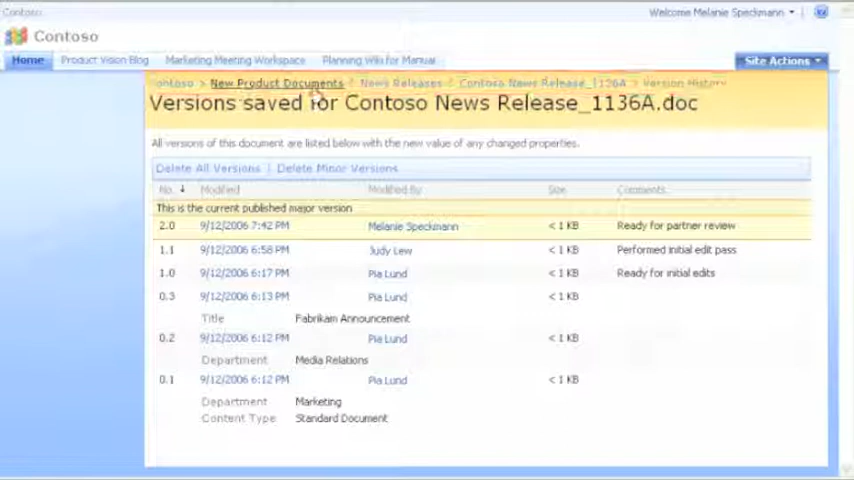 Contoso
Welcome Melanie Speckmann
Contoso
Home Product Vision Blog Marketing Meeting Workspace Planning Wiki for Manual Site Actions
Contoso > New Product Documents > News Releases > Contoso News Release_1136A > Version History
Versions saved for Contoso News Release_1136A.doc
All versions of this document are listed below with the new value of any changed properties.
Delete All Versions | Delete Minor Versions
No. ↓ Modified Modified By Size Comments
This is the current published major version
2.0 9/12/2006 7:42 PM Melanie Speckmann < 1 KB Ready for partner review
1.1 9/12/2006 6:58 PM Judy Lew < 1 KB Performed initial edit pass
1.0 9/12/2006 6:17 PM Pia Lund < 1 KB Ready for initial edits
0.3 9/12/2006 6:13 PM Pia Lund < 1 KB
Title Fabrikam Announcement
0.2 9/12/2006 6:12 PM Pia Lund < 1 KB
Department Media Relations
0.1 9/12/2006 6:12 PM Pia Lund < 1 KB
Department Marketing
Content Type Standard Document